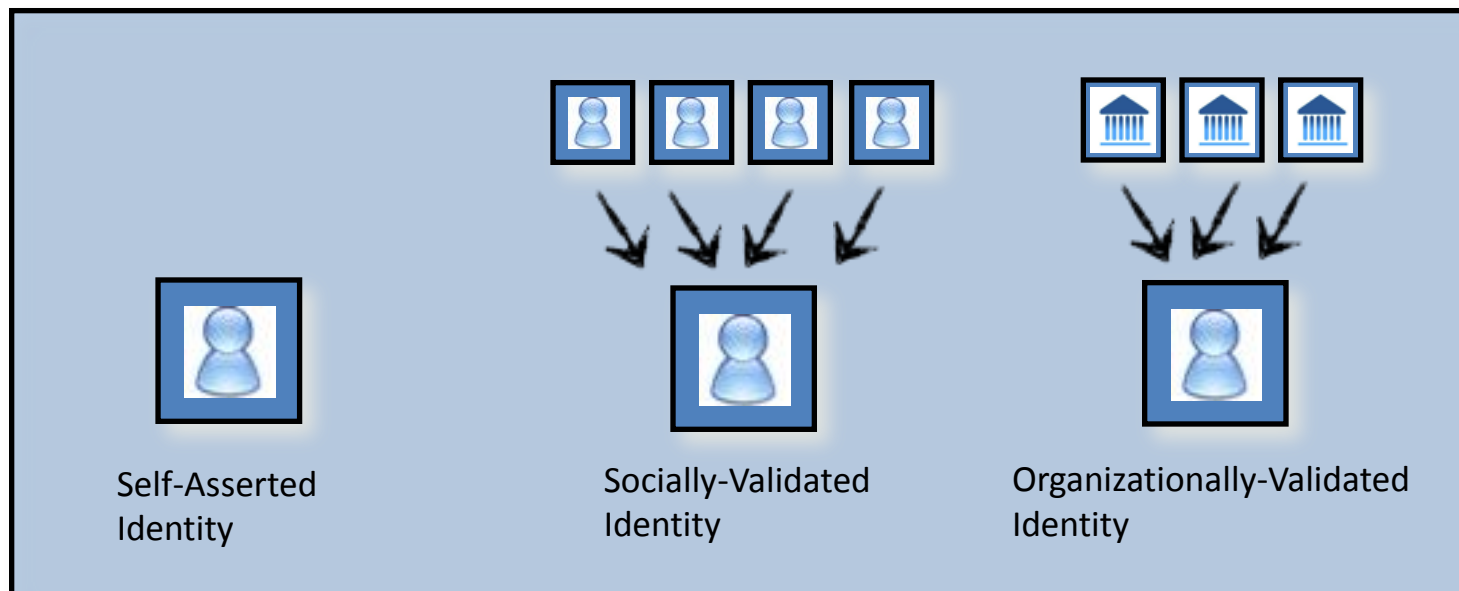 Self-Asserted
Identity
Socially-Validated
Identity
Organizationally-Validated
Identity